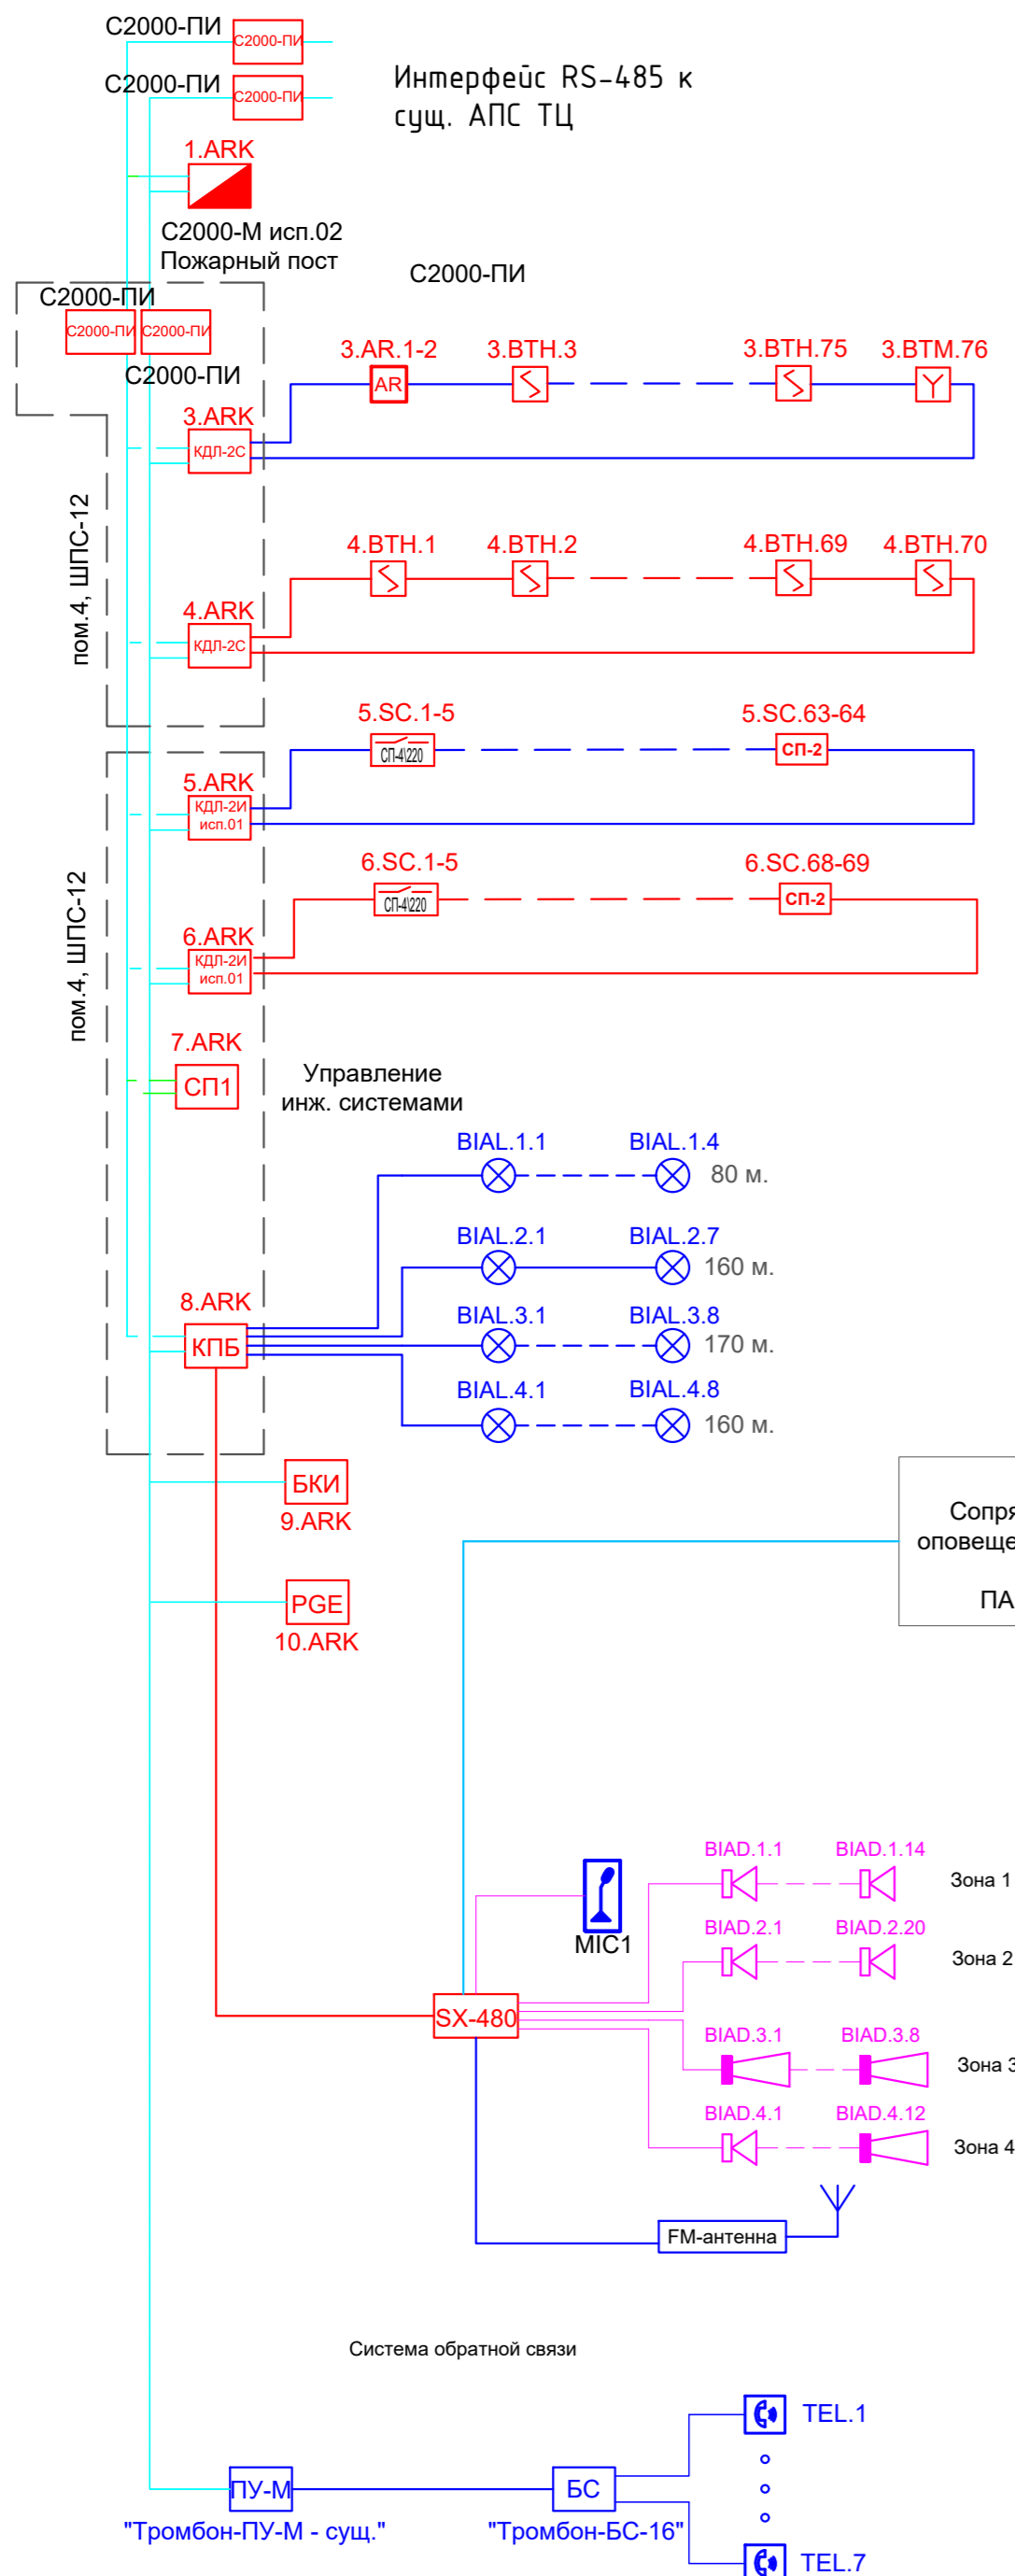 С2000-ПИ
С2000-ПИ
С2000-ПИ
С2000-ПИ
Интерфейс RS-485 к
сущ. АПС ТЦ
1.ARK
С2000-М исп.02
Пожарный пост
С2000-ПИ
С2000-ПИ
С2000-ПИ
С2000-ПИ
С2000-ПИ
3.AR.1-2
3.BTH.3
3.BTH.75
3.BTM.76
AR
3.ARK
КДЛ-2С
пом.4, ШПС-12
4.BTH.1
4.BTH.2
4.BTH.69
4.BTH.70
4.ARK
КДЛ-2С
5.SC.1-5
5.SC.63-64
СП-4\220
СП-2
5.ARK
КДЛ-2И
исп.01
6.SC.1-5
6.SC.68-69
СП-4\220
СП-2
пом.4, ШПС-12
6.ARK
КДЛ-2И
исп.01
7.ARK
СП1
Управление
инж. системами
BIAL.1.1
BIAL.1.4
80 м.
BIAL.2.1
BIAL.2.7
160 м.
8.ARK
КПБ
BIAL.3.1
BIAL.3.8
170 м.
BIAL.4.1
BIAL.4.8
160 м.
БКИ
9.ARK
Сопря
оповеще
ПА
PGE
10.ARK
BIAD.1.1
BIAD.1.14
Зона 1
MIC1
BIAD.2.1
BIAD.2.20
Зона 2
SX-480
BIAD.3.1
BIAD.3.8
Зона 3
BIAD.4.1
BIAD.4.12
Зона 4
FM-антенна
Система обратной связи
TEL.1
ПУ-М
БС
"Тромбон-ПУ-М - сущ."
"Тромбон-БС-16"
TEL.7